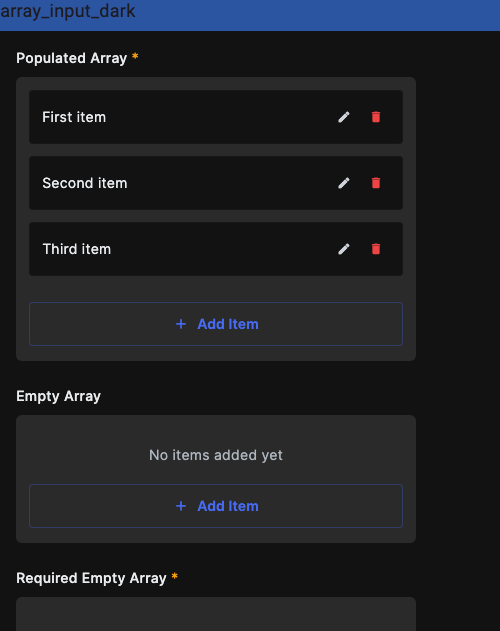 array_input_dark
Populated Array *
First item
Second item
Third item
+ Add Item
Empty Array
No items added yet
+ Add Item
Required Empty Array *